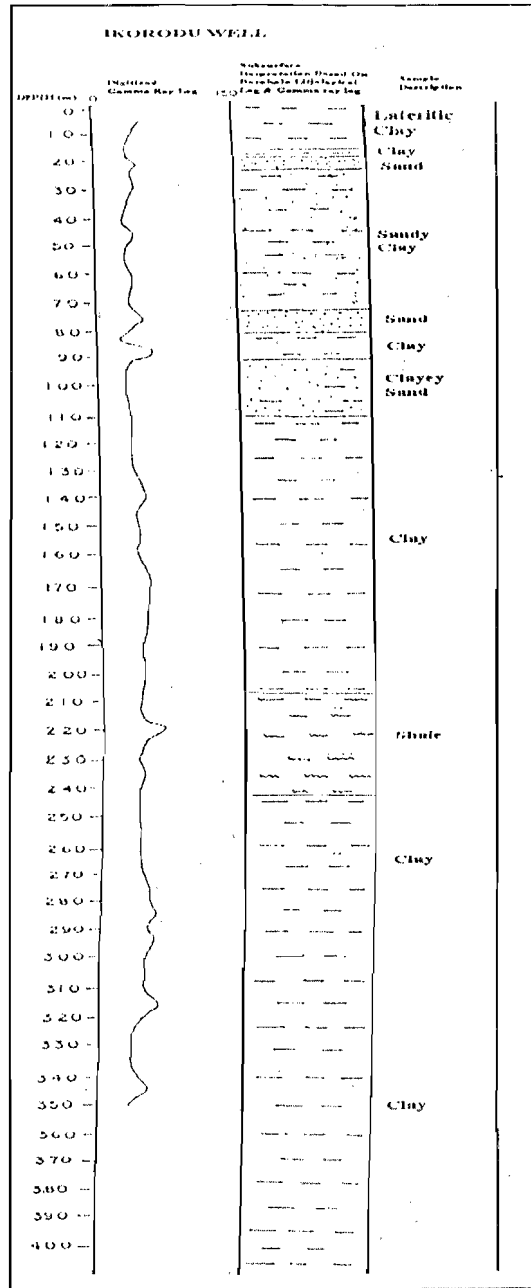 IKORODU WELL
Digitized
Gamma Ray Log
Subsurface
Interpretation Based On
Borehole Lithological
Log & Gamma ray log
Sample
Description
DEPTH(m) 0 150
0
10
20
30
40
50
60
70
80
90
100
110
120
130
140
150
160
170
180
190
200
210
220
230
240
250
260
270
280
290
300
310
320
330
340
350
360
370
380
390
400
Lateritic
Clay
Clay
Sand
Sandy
Clay
Sand
Clay
Clayey
Sand
Clay
Shale
Clay
Clay